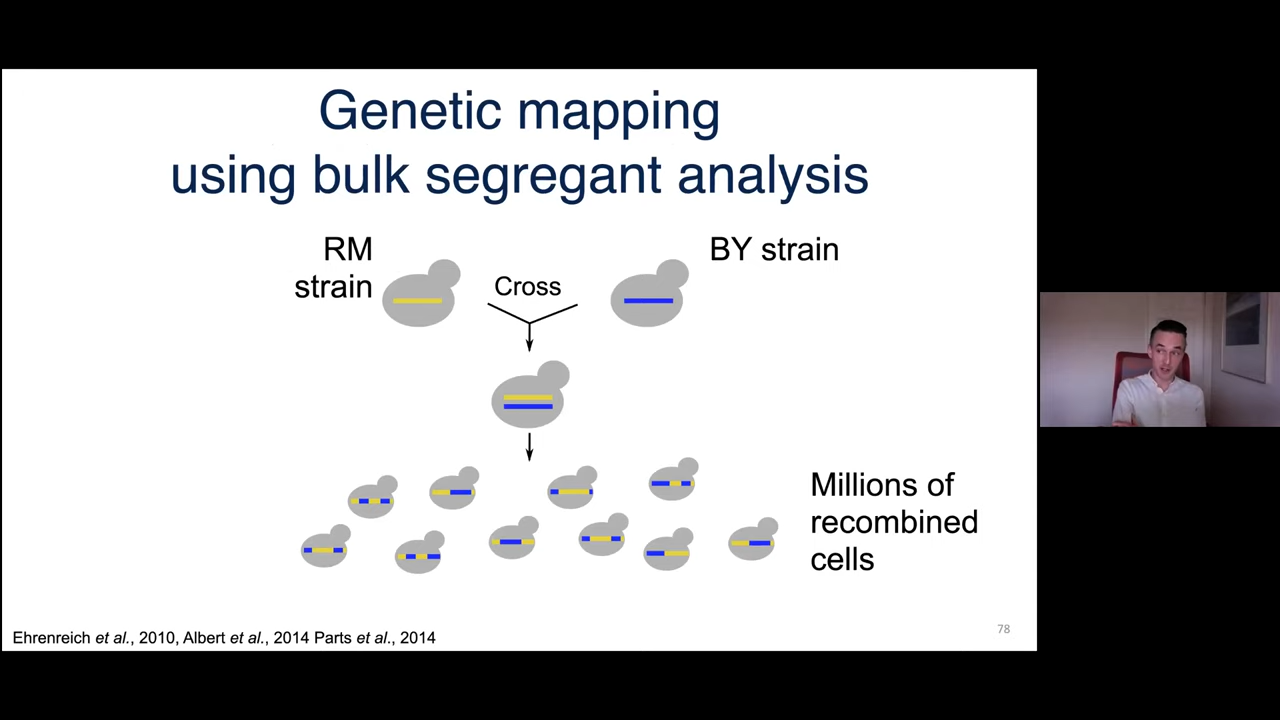 Genetic mapping
using bulk segregant analysis
RM
strain
Cross
BY strain
Millions of
recombined
cells
Ehrenreich et al., 2010, Albert et al., 2014 Parts et al., 2014
78